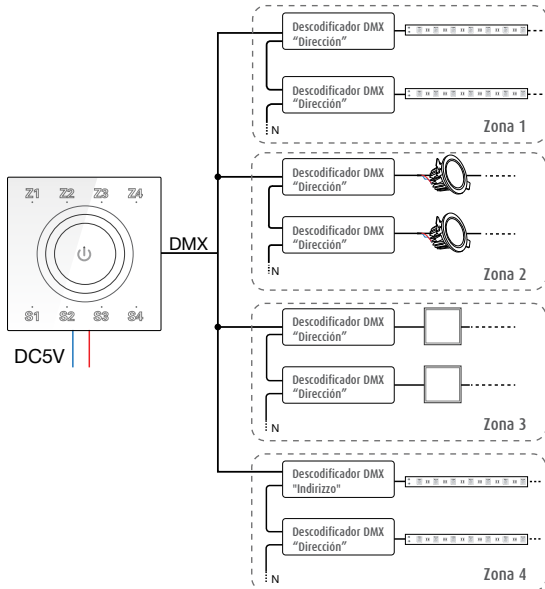 Descodificador DMX
“Dirección”
Descodificador DMX
“Dirección”
N
Zona 1
Descodificador DMX
“Dirección”
Descodificador DMX
“Dirección”
N
Zona 2
Z1 Z2 Z3 Z4
S1 S2 S3 S4
DMX
DC5V
Descodificador DMX
“Dirección”
Descodificador DMX
“Dirección”
N
Zona 3
Descodificador DMX
"Indirizzo"
Descodificador DMX
“Dirección”
N
Zona 4